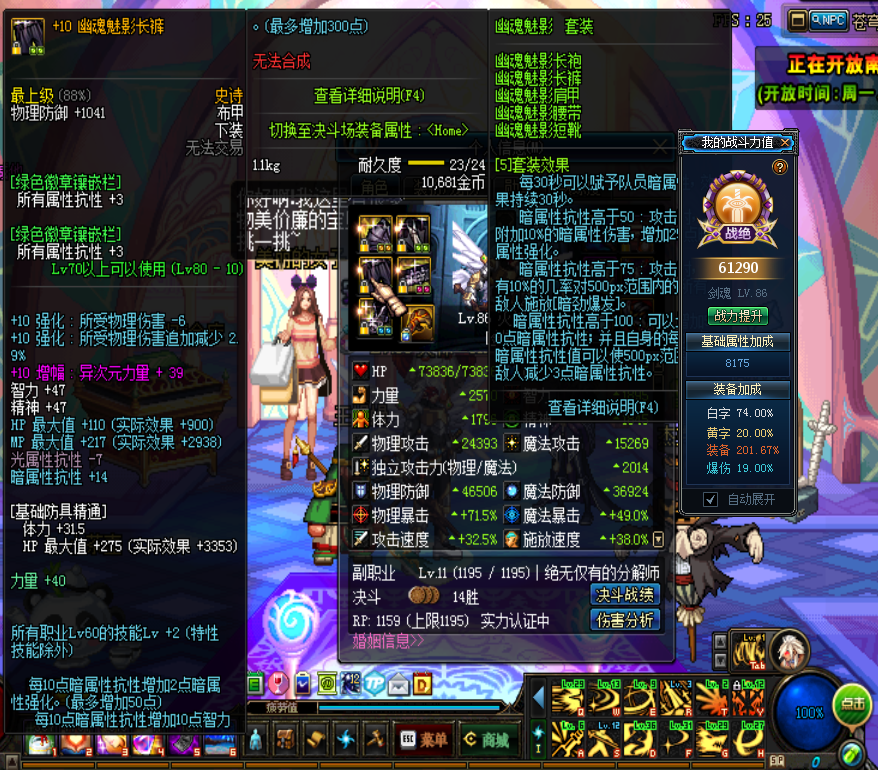 +10 幽魂魅影长裤
最上级 (88%)
史诗
物理防御 +1041
布甲
下装
无法交易
[绿色徽章镶嵌栏]
所有属性抗性 +3
[绿色徽章镶嵌栏]
所有属性抗性 +3
Lv70以上可以使用 (Lv80 - 10)
+10 强化：所受物理伤害 -6
+10 强化：所受物理伤害追加减少 2.
9%
+10 增幅：异次元力量 + 39
智力 +47
精神 +47
HP 最大值 +110 (实际效果 +900)
MP 最大值 +217 (实际效果 +2938)
光属性抗性 -7
暗属性抗性 +14
[基础防具精通]
体力 +31.5
HP 最大值 +275 (实际效果 +3353)
力量 +40
所有职业Lv60的技能Lv +2 (特性
技能除外)
每10点暗属性抗性增加2点暗属
性强化。(最多增加50点)
每10点暗属性抗性增加10点智力
。(最多增加300点)
无法合成
查看详细说明(F4)
切换至决斗场装备属性：<Home>
1.1kg
耐久度 23/24
10,681金币
物美价廉的宝
挑一挑~
Lv.86
HP 73836/7383
力量 257
体力 179
物理攻击 24393
魔法攻击 15269
独立攻击力(物理/魔法) 2014
物理防御 46506
魔法防御 36924
物理暴击 +71.5%
魔法暴击 +49.0%
攻击速度 +32.5%
施放速度 +38.0%
副职业 Lv.11 (1195 / 1195) | 绝无仅有的分解师
决斗 14胜
决斗战绩
RP: 1159 (上限1195) 实力认证中
伤害分析
婚姻信息>>
幽魂魅影 套装
幽魂魅影长袍
幽魂魅影长裤
幽魂魅影肩甲
幽魂魅影腰带
幽魂魅影短靴
[5]套装效果
每30秒可以赋予队员暗属
果持续30秒。
暗属性抗性高于50：攻击
附加10%的暗属性伤害，增加2
属性强化。
暗属性抗性高于75：攻击
有10%的几率对500px范围内的
敌人施放[暗劲爆发]。
暗属性抗性高于100：可以
0点暗属性抗性；并且自身的每
暗属性抗性值可以使500px范
敌人减少3点暗属性抗性。
查看详细说明(F4)
: 25
NPC
苍穹
正在开放南
(开放时间:周一
我的战斗力值
战绝
61290
剑魂 LV.86
战力提升
基础属性加成
8175
装备加成
白字 74.00%
黄字 20.00%
装备 201.67%
爆伤 19.00%
自动展开
疲劳值
ESC 菜单
商城
TP
Tab
100%
点击
SP 0